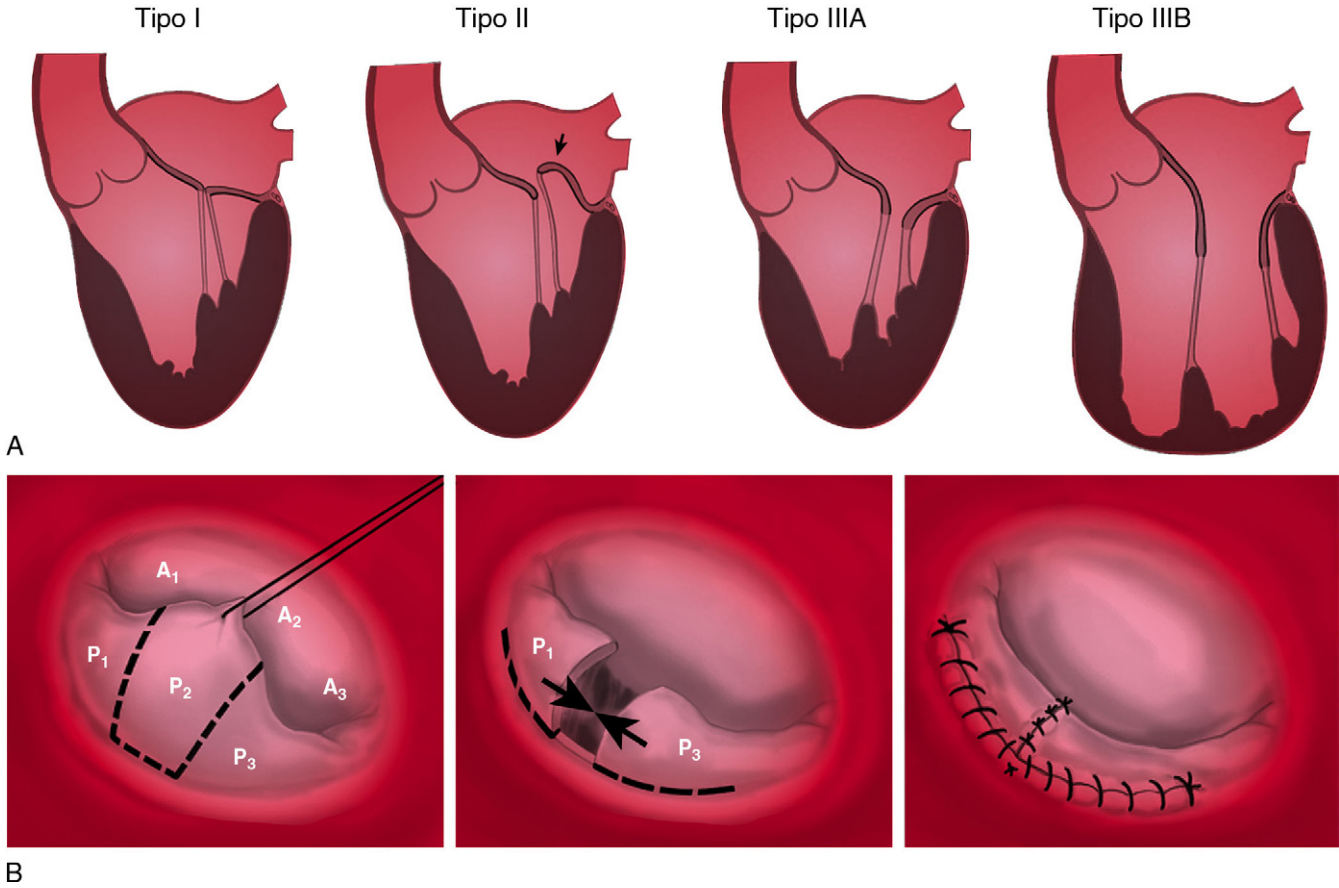 Tipo I Tipo II Tipo IIIA Tipo IIIB
A
A1 A2 A3 P1 P2 P3
P1 P3
B